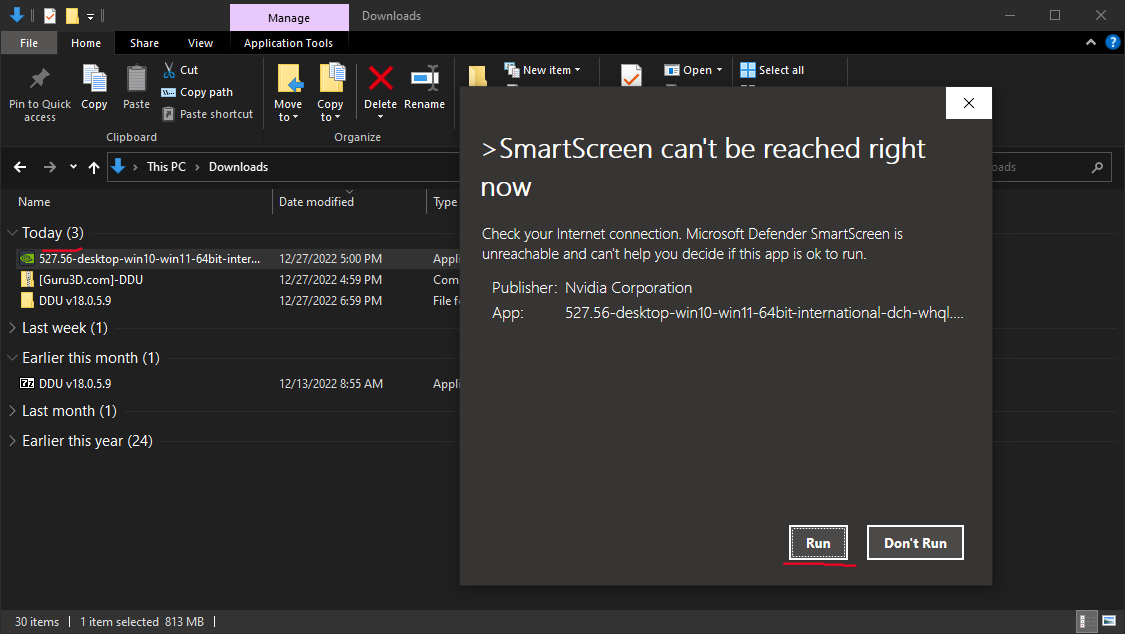 Manage
Downloads
File
Home
Share
View
Application Tools
Pin to Quick
access
Copy
Paste
Cut
Copy path
Paste shortcut
Clipboard
Move
to
Copy
to
Delete
Rename
Organize
New item
Open
Select all
This PC
Downloads
Name
Date modified
Type
Today (3)
527.56-desktop-win10-win11-64bit-inter...
12/27/2022 5:00 PM
Appli
[Guru3D.com]-DDU
12/27/2022 4:59 PM
Com
DDU v18.0.5.9
12/27/2022 6:59 PM
File f
Last week (1)
Earlier this month (1)
DDU v18.0.5.9
12/13/2022 8:55 AM
Appli
Last month (1)
Earlier this year (24)
30 items
1 item selected 813 MB
>SmartScreen can't be reached right
now
Check your Internet connection. Microsoft Defender SmartScreen is
unreachable and can't help you decide if this app is ok to run.
Publisher: Nvidia Corporation
App: 527.56-desktop-win10-win11-64bit-international-dch-whql....
Run
Don't Run